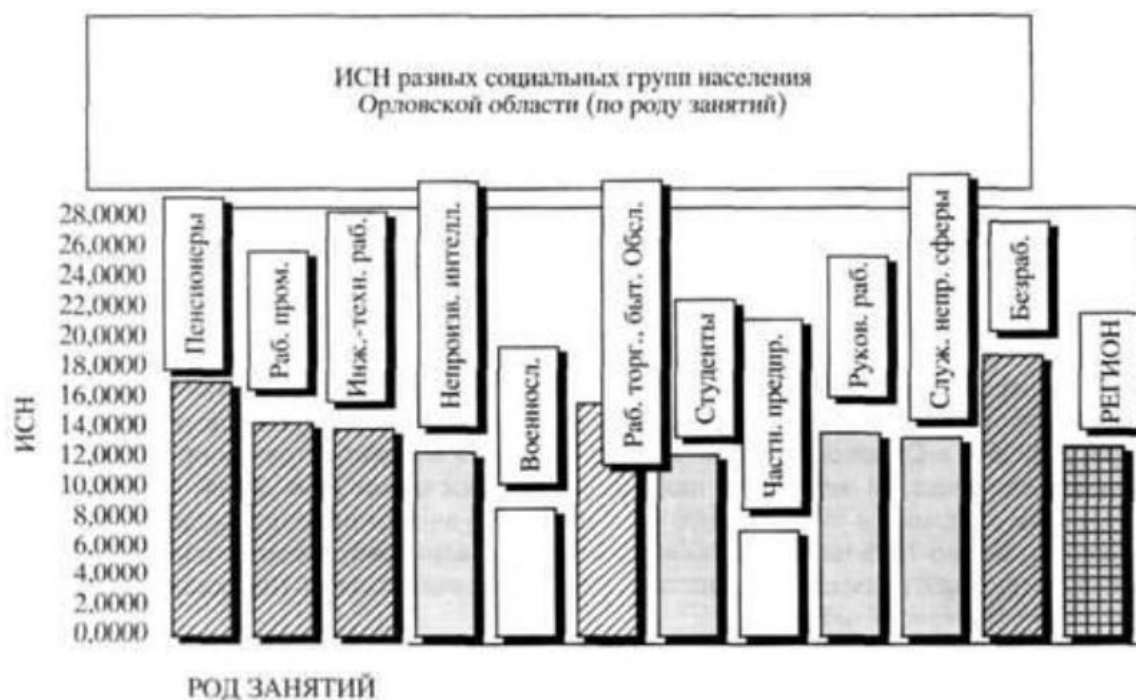 ИСН разных социальных групп населения
Орловской области (по роду занятий)
28,0000
26,0000
24,0000
22,0000
20,0000
18,0000
16,0000
14,0000
12,0000
10,0000
8,0000
6,0000
4,0000
2,0000
0,0000
ИСН
Пенсионеры
Раб. пром.
Инж.-техн. раб.
Непроизв. интелл.
Военносл.
Раб. торг., быт. Обсл.
Студенты
Частн. предпр.
Руков. раб.
Служ. непр. сферы
Безраб.
РЕГИОН
РОД ЗАНЯТИЙ